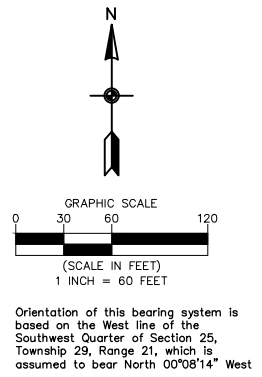 N
GRAPHIC SCALE
0 30 60 120
(SCALE IN FEET)
1 INCH = 60 FEET
Orientation of this bearing system is
based on the West line of the
Southwest Quarter of Section 25,
Township 29, Range 21, which is
assumed to bear North 00°08'14" West